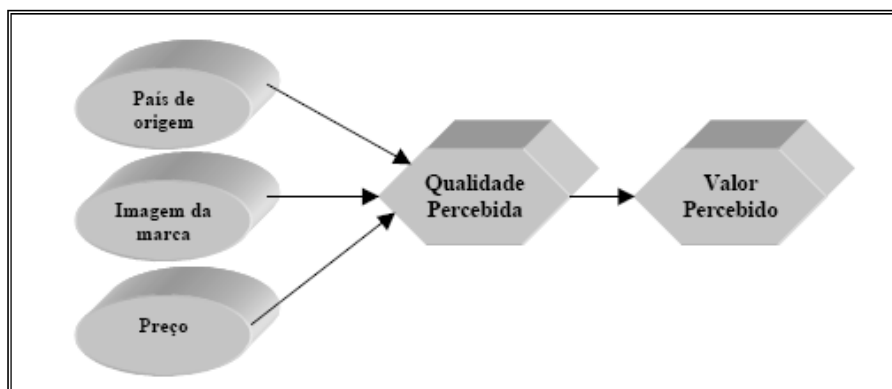 País de
origem
Imagem da
marca
Preço
Qualidade
Percebida
Valor
Percebido